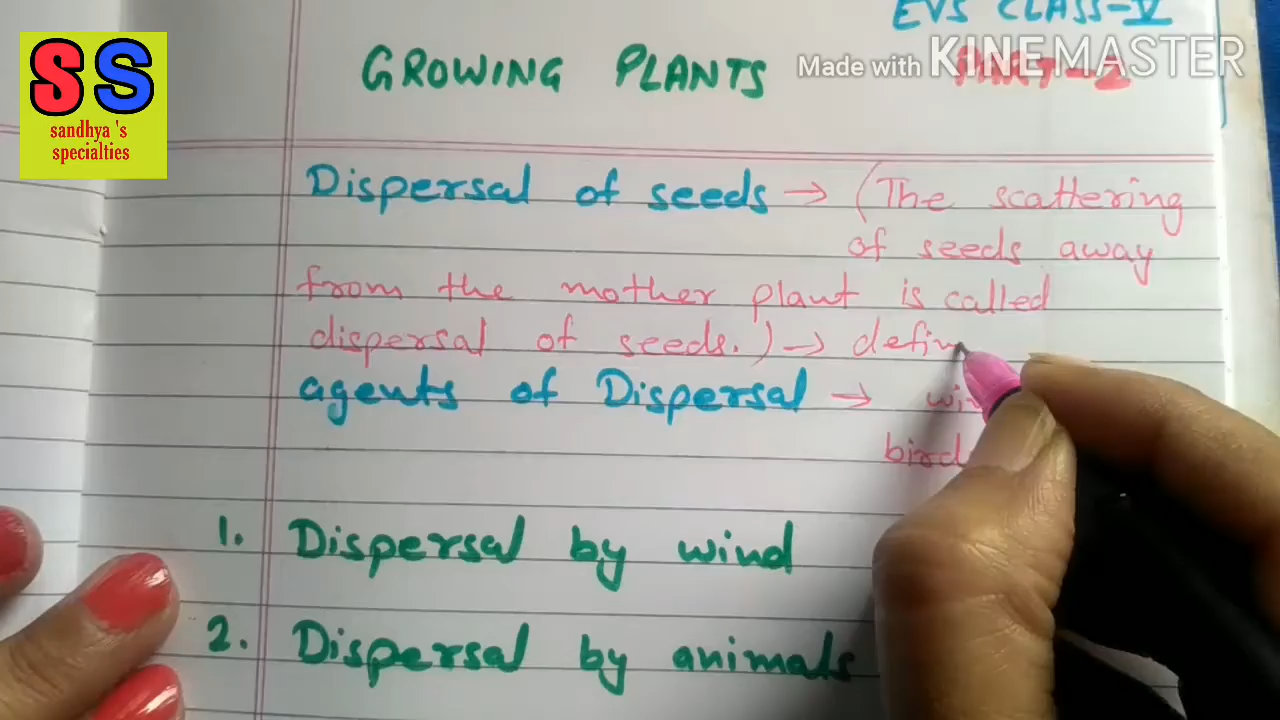 EVS CLASS-V
GROWING PLANTS
Made with KINEMASTER
PART-2
SS
sandhya 's
specialties
Dispersal of seeds → (The scattering
of seeds away
from the mother plant is called
dispersal of seeds.) → defin
agents of Dispersal →
1. Dispersal by wind
2. Dispersal by animals